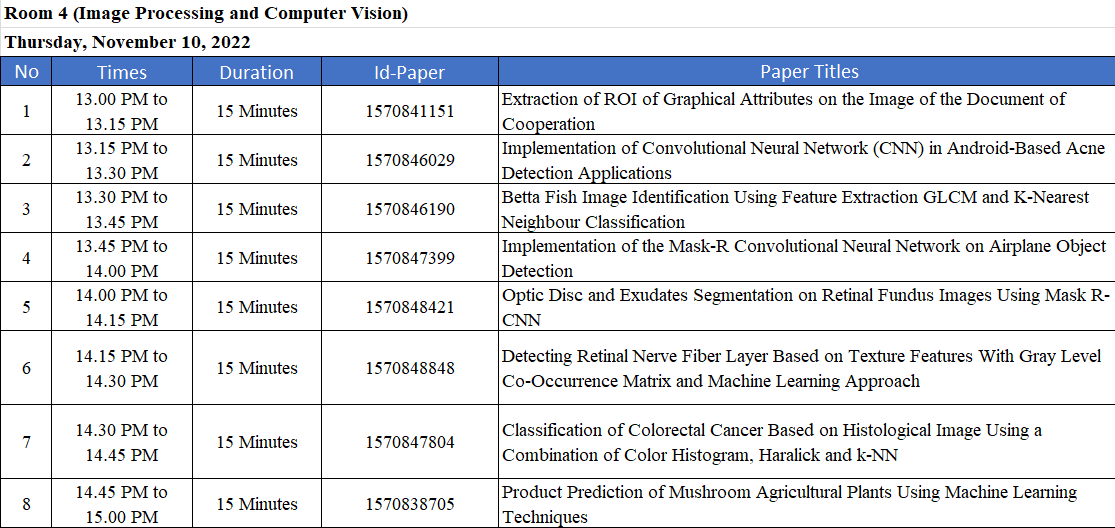 Room 4 (Image Processing and Computer Vision)
Thursday, November 10, 2022
No Times Duration Id-Paper Paper Titles
1 13.00 PM to 13.15 PM 15 Minutes 1570841151 Extraction of ROI of Graphical Attributes on the Image of the Document of Cooperation
2 13.15 PM to 13.30 PM 15 Minutes 1570846029 Implementation of Convolutional Neural Network (CNN) in Android-Based Acne Detection Applications
3 13.30 PM to 13.45 PM 15 Minutes 1570846190 Betta Fish Image Identification Using Feature Extraction GLCM and K-Nearest Neighbour Classification
4 13.45 PM to 14.00 PM 15 Minutes 1570847399 Implementation of the Mask-R Convolutional Neural Network on Airplane Object Detection
5 14.00 PM to 14.15 PM 15 Minutes 1570848421 Optic Disc and Exudates Segmentation on Retinal Fundus Images Using Mask R-CNN
6 14.15 PM to 14.30 PM 15 Minutes 1570848848 Detecting Retinal Nerve Fiber Layer Based on Texture Features With Gray Level Co-Occurrence Matrix and Machine Learning Approach
7 14.30 PM to 14.45 PM 15 Minutes 1570847804 Classification of Colorectal Cancer Based on Histological Image Using a Combination of Color Histogram, Haralick and k-NN
8 14.45 PM to 15.00 PM 15 Minutes 1570838705 Product Prediction of Mushroom Agricultural Plants Using Machine Learning Techniques